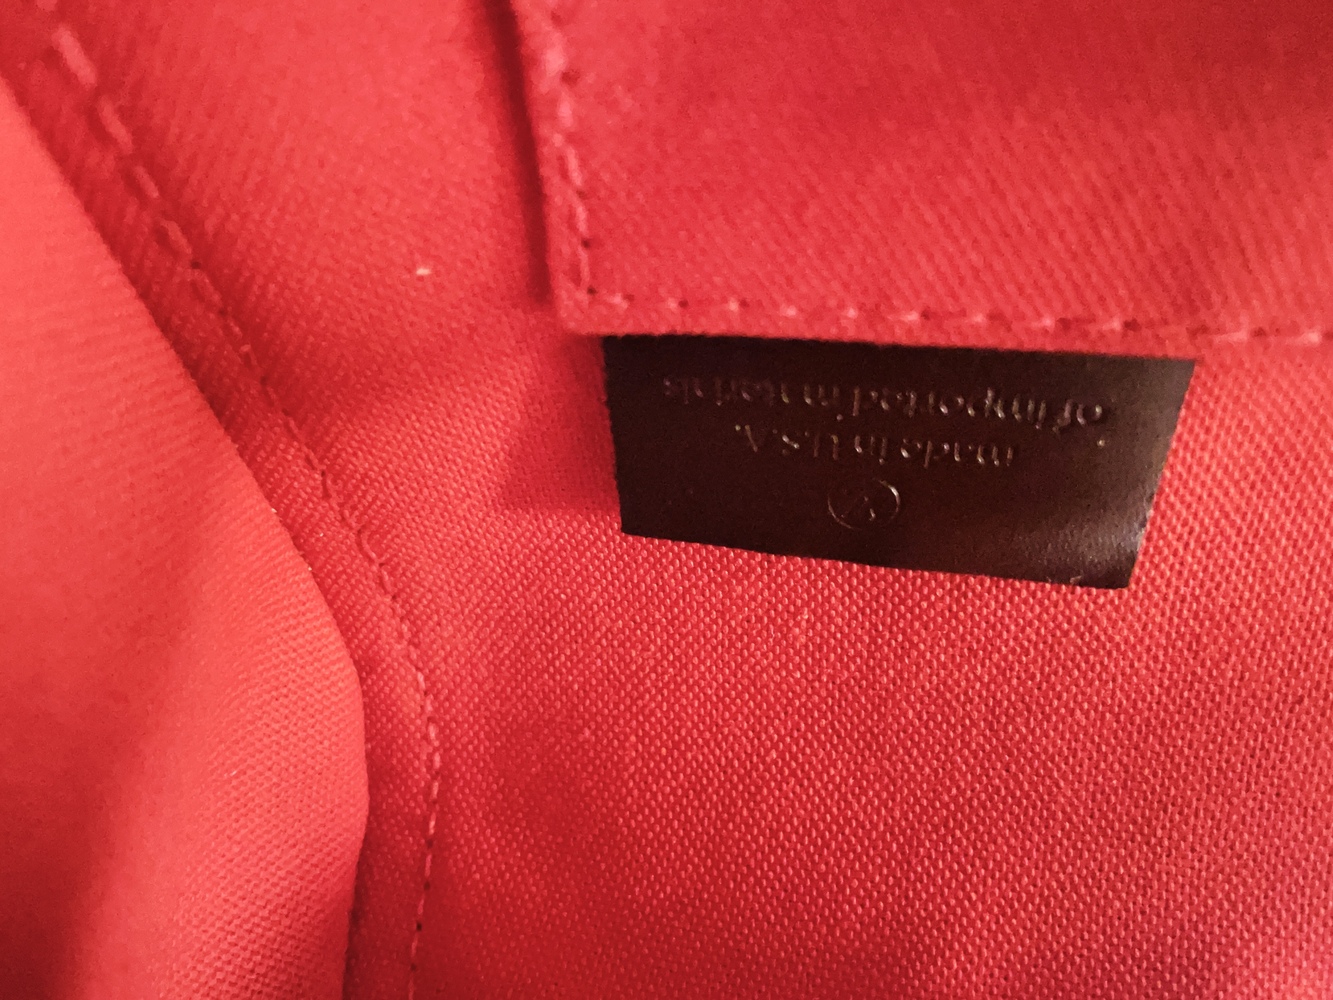 made in U.S.A.
of imported materials